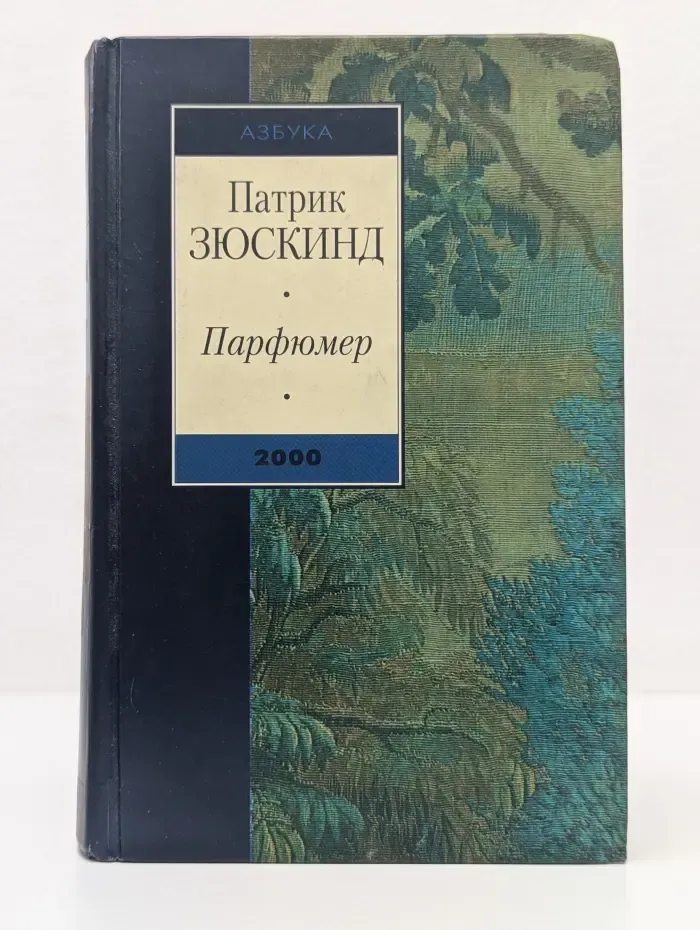 АЗБУКА
Патрик
ЗЮСКИНД
•
Парфюмер
•
2000